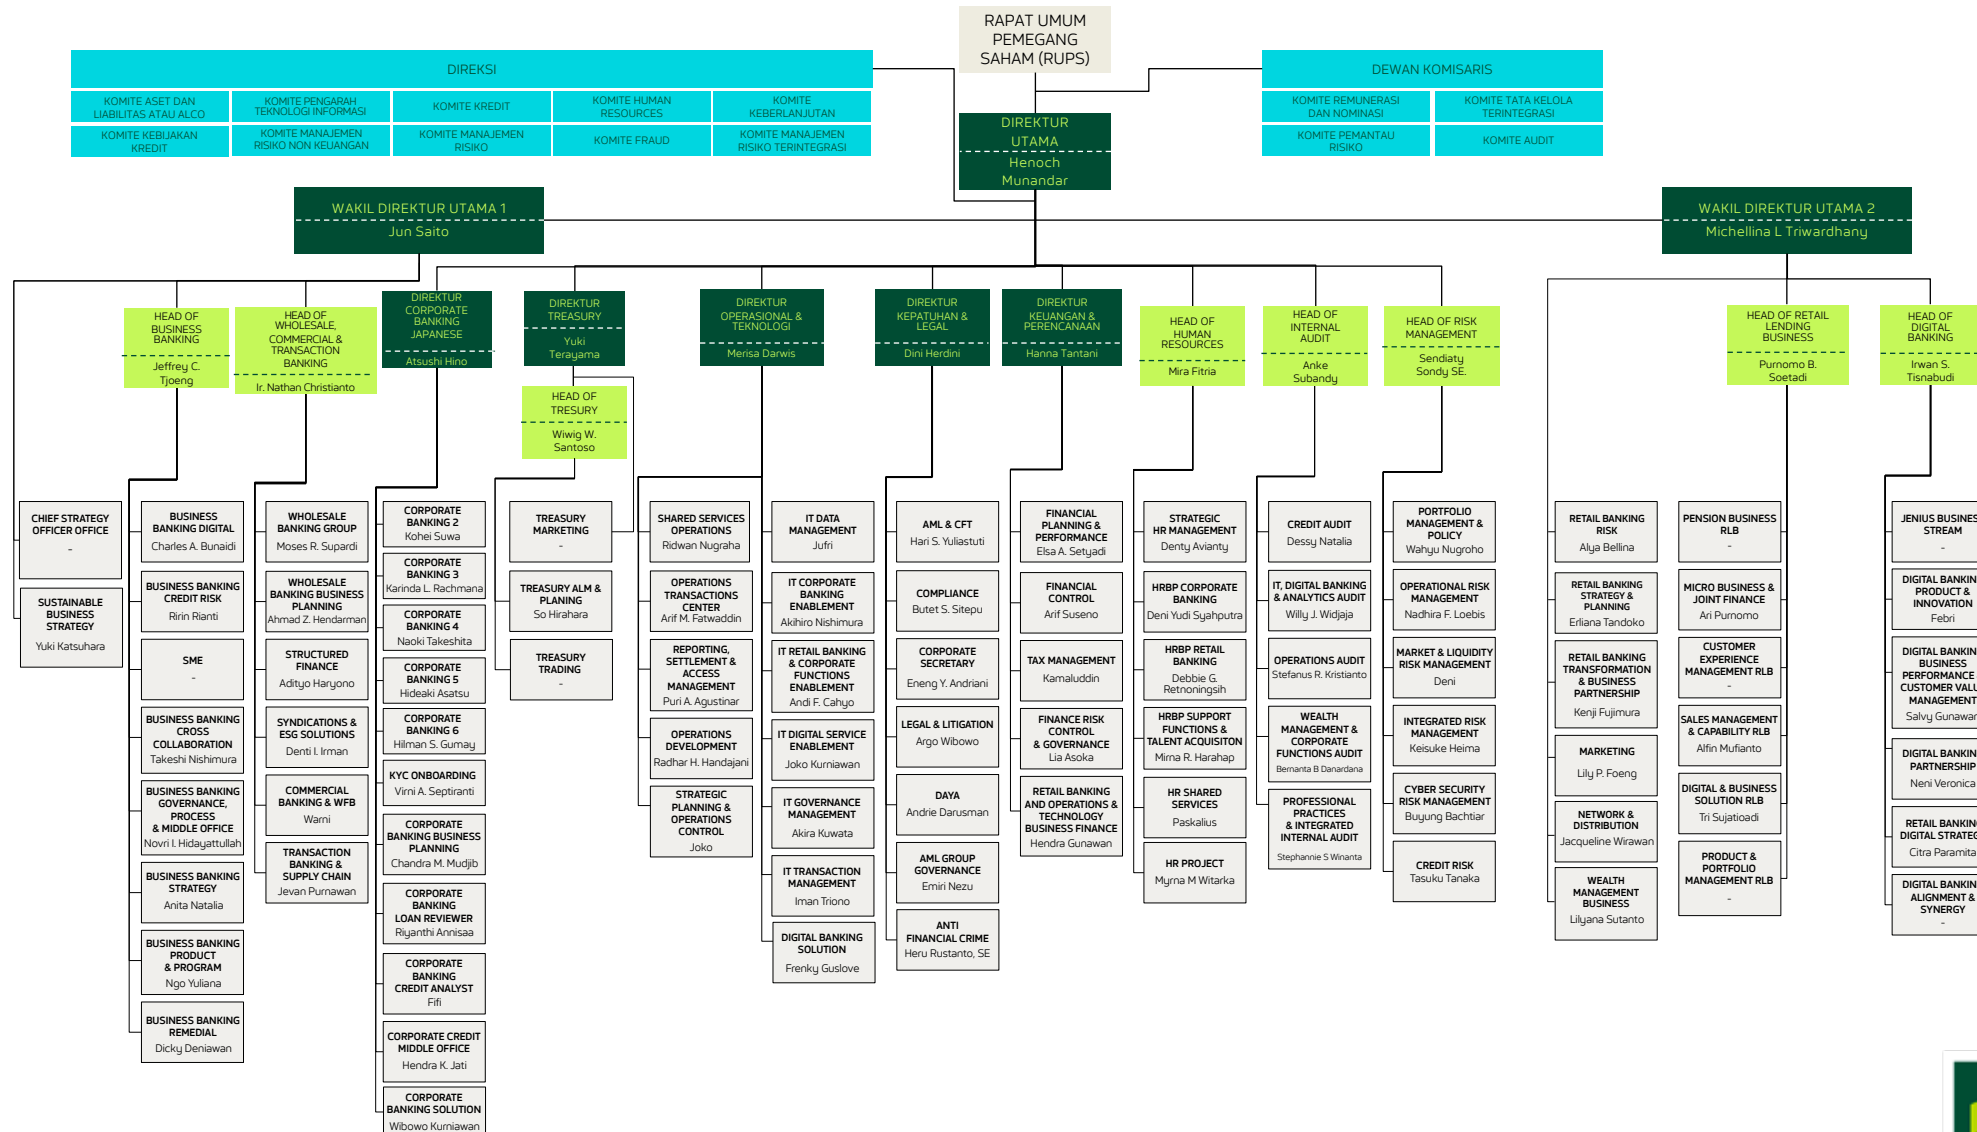 RAPAT UMUM
PEMEGANG
SAHAM (RUPS)
DIREKSI
KOMITE ASET DAN
LIABILITAS ATAU ALCO
KOMITE PENGARAH
TEKNOLOGI INFORMASI
KOMITE KREDIT
KOMITE HUMAN
RESOURCES
KOMITE
KEBERLANJUTAN
KOMITE KEBIJAKAN
KREDIT
KOMITE MANAJEMEN
RISIKO NON KEUANGAN
KOMITE MANAJEMEN
RISIKO
KOMITE FRAUD
KOMITE MANAJEMEN
RISIKO TERINTEGRASI
DEWAN KOMISARIS
KOMITE REMUNERASI
DAN NOMINASI
KOMITE TATA KELOLA
TERINTEGRASI
KOMITE PEMANTAU
RISIKO
KOMITE AUDIT
DIREKTUR
UTAMA
Henoch
Munandar
WAKIL DIREKTUR UTAMA 1
Jun Saito
WAKIL DIREKTUR UTAMA 2
Michellina L Triwardhany
HEAD OF
BUSINESS
BANKING
Jeffrey C.
Tjoeng
HEAD OF
WHOLESALE,
COMMERCIAL &
TRANSACTION
BANKING
Ir. Nathan Christianto
DIREKTUR
CORPORATE
BANKING
JAPANESE
Atsushi Hino
DIREKTUR
TREASURY
Yuki
Terayama
HEAD OF
TRESURY
Wiwig W.
Santoso
DIREKTUR
OPERASIONAL &
TEKNOLOGI
Merisa Darwis
DIREKTUR
KEPATUHAN &
LEGAL
Dini Herdini
DIREKTUR
KEUANGAN &
PERENCANAAN
Hanna Tantani
HEAD OF
HUMAN
RESOURCES
Mira Fitria
HEAD OF
INTERNAL
AUDIT
Anke
Subandy
HEAD OF RISK
MANAGEMENT
Sendiaty
Sondy SE.
HEAD OF RETAIL
LENDING
BUSINESS
Purnomo B.
Soetadi
HEAD OF
DIGITAL
BANKING
Irwan S.
Tisnabudi
CHIEF STRATEGY
OFFICER OFFICE
-
SUSTAINABLE
BUSINESS
STRATEGY
Yuki Katsuhara
BUSINESS
BANKING DIGITAL
Charles A. Bunaidi
BUSINESS BANKING
CREDIT RISK
Ririn Rianti
SME
-
BUSINESS BANKING
CROSS
COLLABORATION
Takeshi Nishimura
BUSINESS BANKING
GOVERNANCE,
PROCESS
& MIDDLE OFFICE
Novri I. Hidayattullah
BUSINESS BANKING
STRATEGY
Anita Natalia
BUSINESS BANKING
PRODUCT
& PROGRAM
Ngo Yuliana
BUSINESS BANKING
REMEDIAL
Dicky Deniawan
WHOLESALE
BANKING GROUP
Moses R. Supardi
WHOLESALE
BANKING BUSINESS
PLANNING
Ahmad Z. Hendarman
STRUCTURED
FINANCE
Adityo Haryono
SYNDICATIONS &
ESG SOLUTIONS
Denti I. Irman
COMMERCIAL
BANKING & WFB
Warni
TRANSACTION
BANKING &
SUPPLY CHAIN
Jevan Purnawan
CORPORATE
BANKING 2
Kohei Suwa
CORPORATE
BANKING 3
Karinda L. Rachmana
CORPORATE
BANKING 4
Naoki Takeshita
CORPORATE
BANKING 5
Hideaki Asatsu
CORPORATE
BANKING 6
Hilman S. Gumay
KYC ONBOARDING
Virni A. Septiranti
CORPORATE
BANKING BUSINESS
PLANNING
Chandra M. Mudjib
CORPORATE
BANKING
LOAN REVIEWER
Riyanthi Annisaa
CORPORATE
BANKING
CREDIT ANALYST
Fifi
CORPORATE CREDIT
MIDDLE OFFICE
Hendra K. Jati
CORPORATE
BANKING SOLUTION
Wibowo Kurniawan
TREASURY
MARKETING
-
TREASURY ALM &
PLANING
So Hirahara
TREASURY
TRADING
-
SHARED SERVICES
OPERATIONS
Ridwan Nugraha
OPERATIONS
TRANSACTIONS
CENTER
Arif M. Fatwaddin
REPORTING,
SETTLEMENT &
ACCESS
MANAGEMENT
Puri A. Agustinar
OPERATIONS
DEVELOPMENT
Radhar H. Handajani
STRATEGIC
PLANNING &
OPERATIONS
CONTROL
Joko
IT DATA
MANAGEMENT
Jufri
IT CORPORATE
BANKING
ENABLEMENT
Akihiro Nishimura
IT RETAIL BANKING
& CORPORATE
FUNCTIONS
ENABLEMENT
Andi F. Cahyo
IT DIGITAL SERVICE
ENABLEMENT
Joko Kurniawan
IT GOVERNANCE
MANAGEMENT
Akira Kuwata
IT TRANSACTION
MANAGEMENT
Iman Triono
DIGITAL BANKING
SOLUTION
Frenky Guslove
AML & CFT
Hari S. Yuliastuti
COMPLIANCE
Butet S. Sitepu
CORPORATE
SECRETARY
Eneng Y. Andriani
LEGAL & LITIGATION
Argo Wibowo
DAYA
Andrie Darusman
AML GROUP
GOVERNANCE
Emiri Nezu
ANTI
FINANCIAL CRIME
Heru Rustanto, SE
FINANCIAL
PLANNING &
PERFORMANCE
Elsa A. Setyadi
FINANCIAL
CONTROL
Arif Suseno
TAX MANAGEMENT
Kamaluddin
FINANCE RISK
CONTROL
& GOVERNANCE
Lia Asoka
RETAIL BANKING
AND OPERATIONS &
TECHNOLOGY
BUSINESS FINANCE
Hendra Gunawan
STRATEGIC
HR MANAGEMENT
Denty Avianty
HRBP CORPORATE
BANKING
Deni Yudi Syahputra
HRBP RETAIL
BANKING
Debbie G.
Retnoningsih
HRBP SUPPORT
FUNCTIONS &
TALENT ACQUISITON
Mirna R. Harahap
HR SHARED
SERVICES
Paskalius
HR PROJECT
Myrna M Witarka
CREDIT AUDIT
Dessy Natalia
IT, DIGITAL BANKING
& ANALYTICS AUDIT
Willy J. Widjaja
OPERATIONS AUDIT
Stefanus R. Kristianto
WEALTH
MANAGEMENT &
CORPORATE
FUNCTIONS AUDIT
Bernanta B Danardana
PROFESSIONAL
PRACTICES
& INTEGRATED
INTERNAL AUDIT
Stephannie S Winanta
PORTFOLIO
MANAGEMENT &
POLICY
Wahyu Nugroho
OPERATIONAL RISK
MANAGEMENT
Nadhira F. Loebis
MARKET & LIQUIDITY
RISK MANAGEMENT
Deni
INTEGRATED RISK
MANAGEMENT
Keisuke Heima
CYBER SECURITY
RISK MANAGEMENT
Buyung Bachtiar
CREDIT RISK
Tasuku Tanaka
RETAIL BANKING
RISK
Alya Bellina
RETAIL BANKING
STRATEGY &
PLANNING
Erliana Tandoko
RETAIL BANKING
TRANSFORMATION
& BUSINESS
PARTNERSHIP
Kenji Fujimura
MARKETING
Lily P. Foeng
NETWORK &
DISTRIBUTION
Jacqueline Wirawan
WEALTH
MANAGEMENT
BUSINESS
Lilyana Sutanto
PENSION BUSINESS
RLB
-
MICRO BUSINESS &
JOINT FINANCE
Ari Purnomo
CUSTOMER
EXPERIENCE
MANAGEMENT RLB
-
SALES MANAGEMENT
& CAPABILITY RLB
Alfin Mufianto
DIGITAL & BUSINESS
SOLUTION RLB
Tri Sujatioadi
PRODUCT &
PORTFOLIO
MANAGEMENT RLB
-
JENIUS BUSINES
STREAM
-
DIGITAL BANKIN
PRODUCT &
INNOVATION
Febri
DIGITAL BANKIN
BUSINESS
PERFORMANCE
CUSTOMER VALU
MANAGEMENT
Salvy Gunawar
DIGITAL BANKIN
PARTNERSHIP
Neni Veronica
RETAIL BANKING
DIGITAL STRATEG
Citra Paramita
DIGITAL BANKIN
ALIGNMENT &
SYNERGY
-